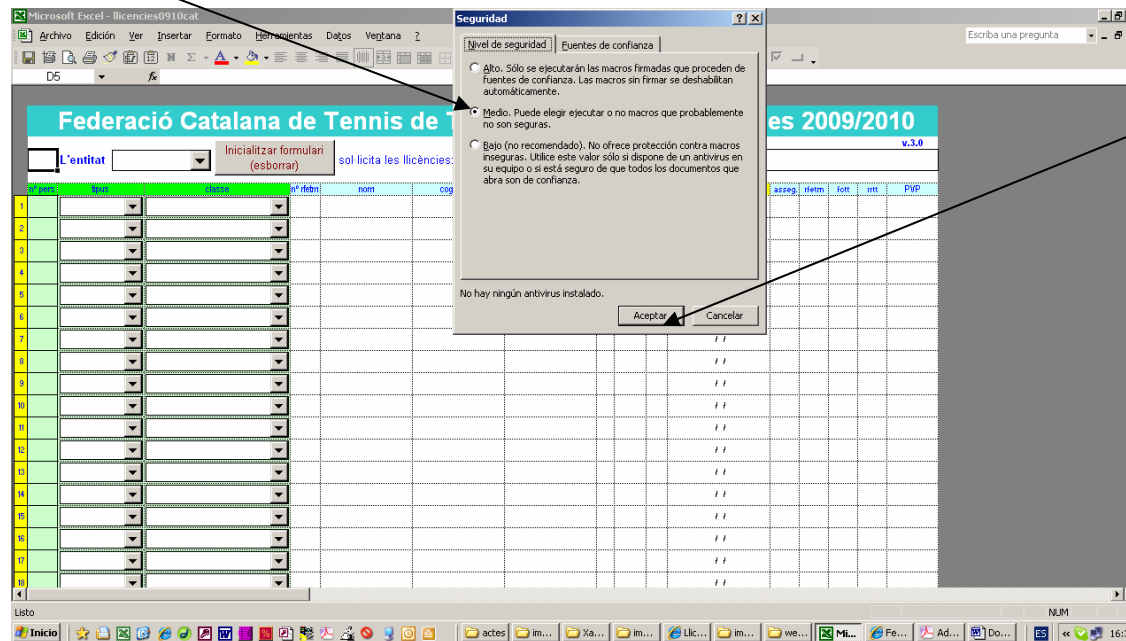 Microsoft Excel - llicencies0910cat
Archivo Edición Ver Insertar Formato Herramientas Datos Ventana ?
Escriba una pregunta
D5
fx
Federació Catalana de Tennis de T
es 2009/2010
v.3.0
L'entitat
Inicialitzar formulari
(esborrar)
sol·licita les llicències:
nº pers
tipus
classe
nº rfetm
nom
cog
asseg.
rfetm
fctt
rrtt
PVP
1
2
3
4
5
6
7
/ /
8
/ /
9
/ /
10
/ /
11
/ /
12
/ /
13
/ /
14
/ /
15
/ /
16
/ /
17
/ /
18
/ /
Seguridad
Nivel de seguridad
Fuentes de confianza
Alto. Sólo se ejecutarán las macros firmadas que proceden de
fuentes de confianza. Las macros sin firmar se deshabilitan
automáticamente.
Medio. Puede elegir ejecutar o no macros que probablemente
no son seguras.
Bajo (no recomendado). No ofrece protección contra macros
inseguras. Utilice este valor sólo si dispone de un antivirus en
su equipo o si está seguro de que todos los documentos que
abra son de confianza.
No hay ningún antivirus instalado.
Aceptar
Cancelar
Listo
NUM
Inicio
actes
im...
Xa...
im...
Llic...
im...
we...
Mi...
Fe...
Ad...
Do...
ES
16: